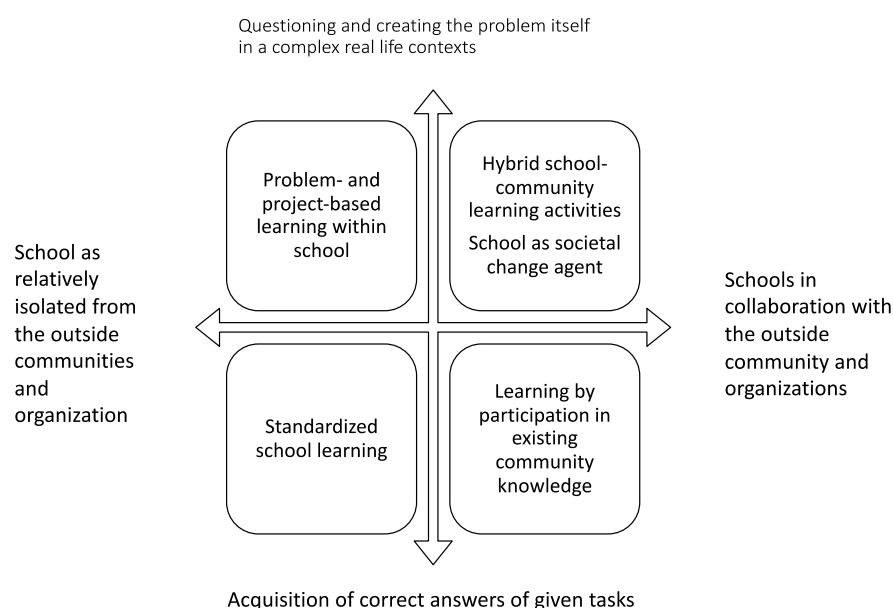 Questioning and creating the problem itself
in a complex real life contexts
Problem- and
project-based
learning within
school
Hybrid school-
community
learning activities
School as societal
change agent
School as
relatively
isolated from
the outside
communities
and
organization
Schools in
collaboration with
the outside
community and
organizations
Standardized
school learning
Learning by
participation in
existing
community
knowledge
Acquisition of correct answers of given tasks